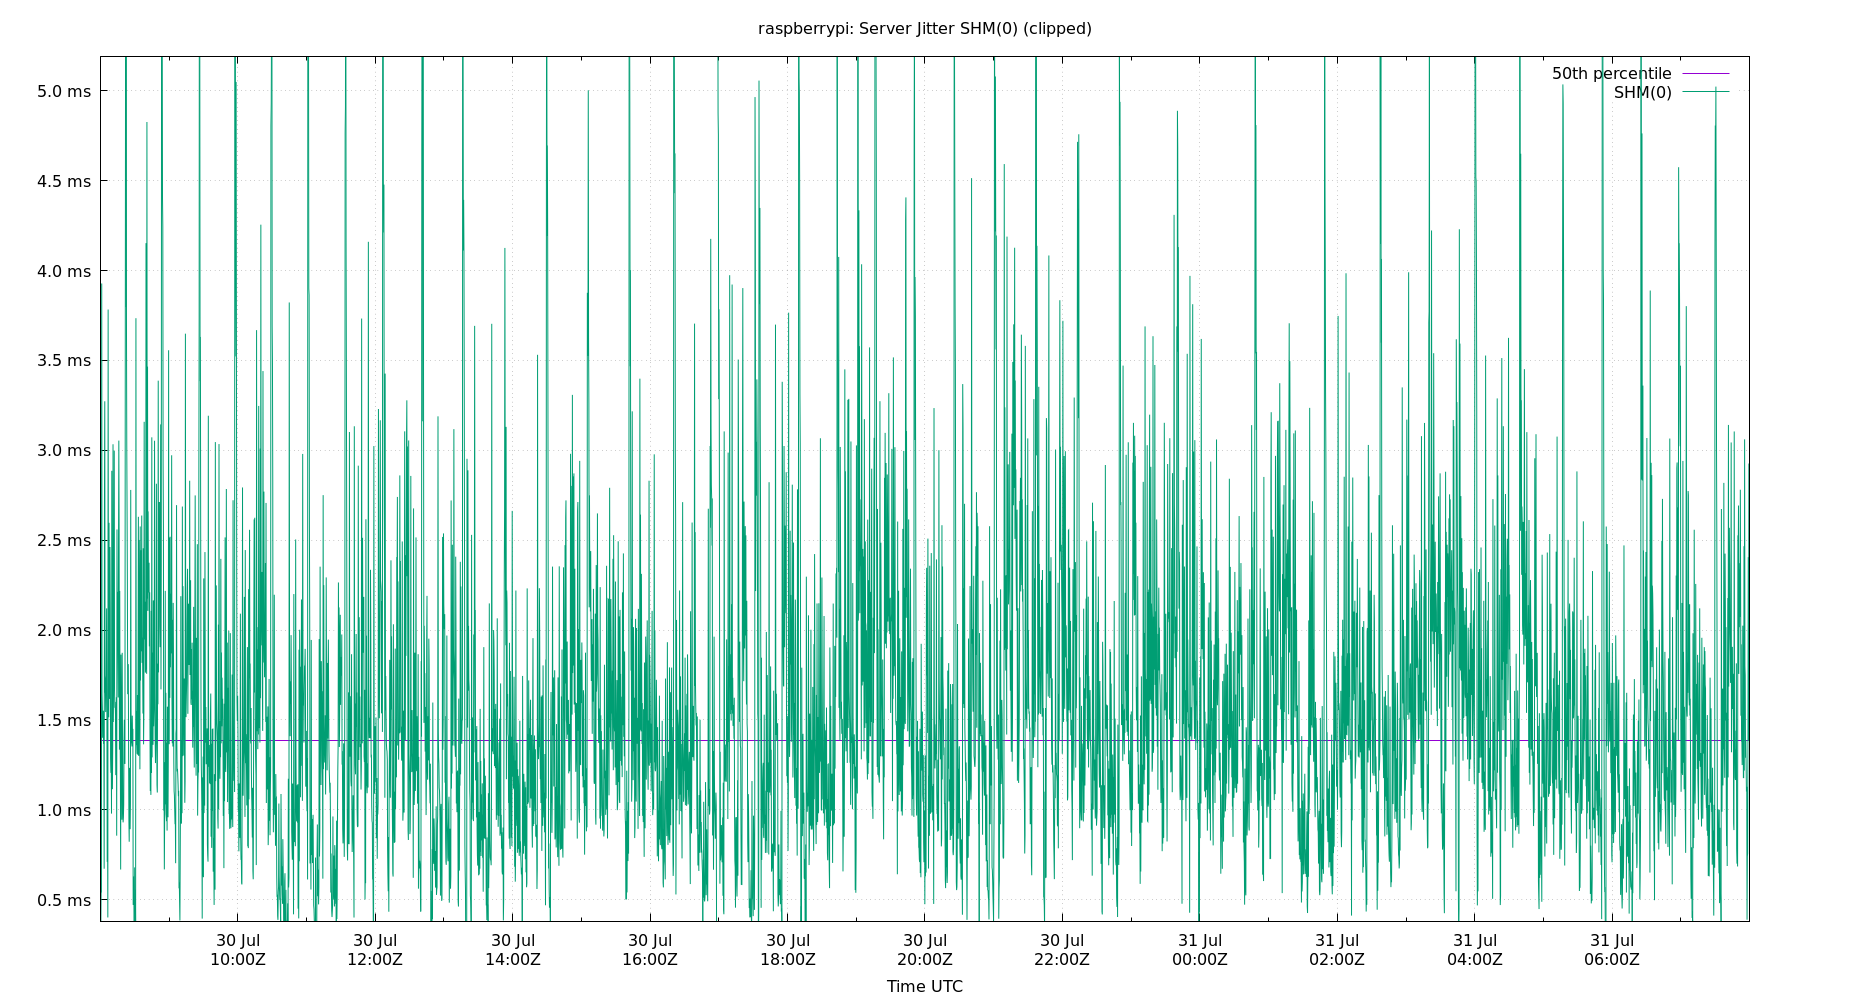 raspberrypi: Server Jitter SHM(0) (clipped)
50th percentile
SHM(0)
5.0 ms
4.5 ms
4.0 ms
3.5 ms
3.0 ms
2.5 ms
2.0 ms
1.5 ms
1.0 ms
0.5 ms
30 Jul 30 Jul 30 Jul 30 Jul 30 Jul 30 Jul 30 Jul 31 Jul 31 Jul 31 Jul 31 Jul
10:00Z 12:00Z 14:00Z 16:00Z 18:00Z 20:00Z 22:00Z 00:00Z 02:00Z 04:00Z 06:00Z
Time UTC